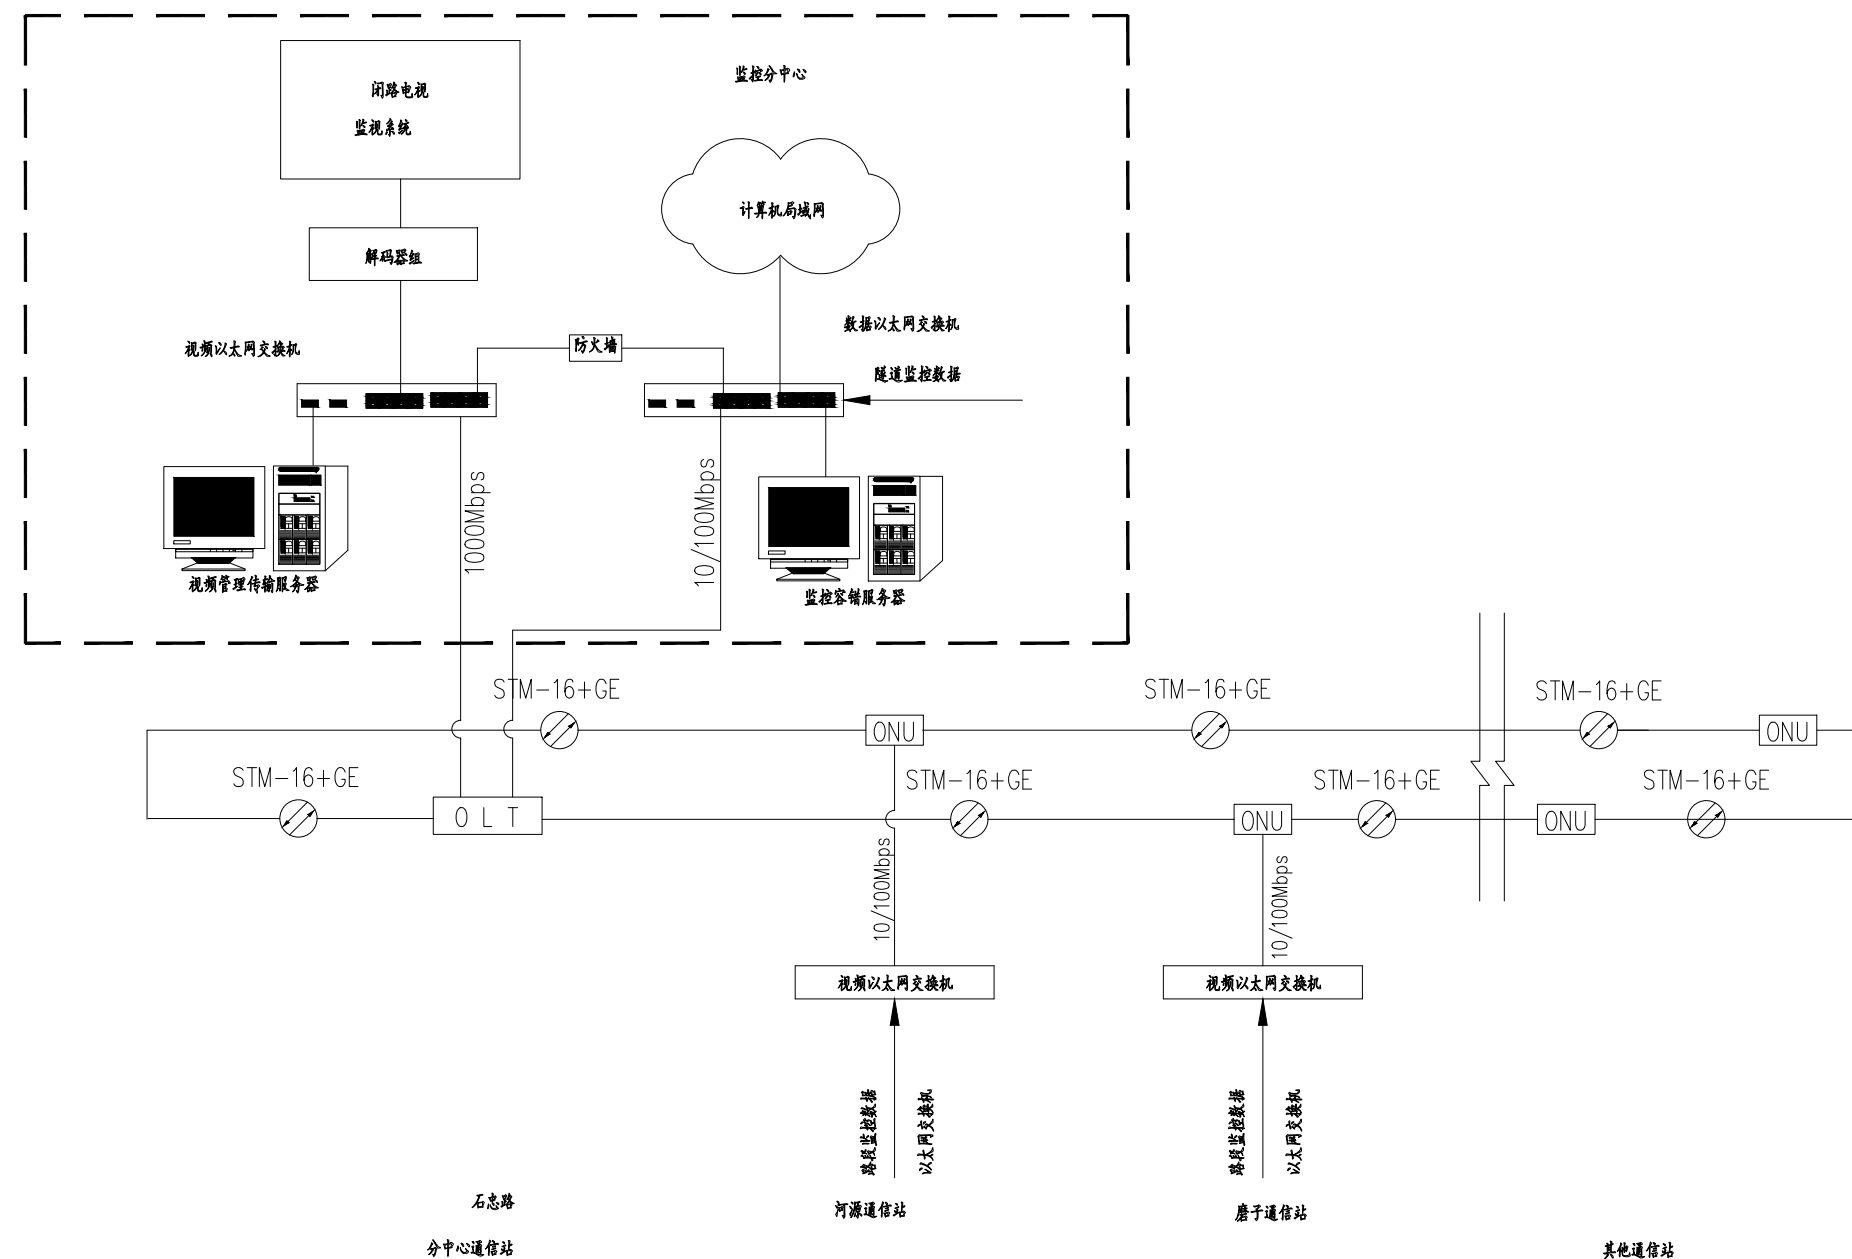 监控分中心
闭路电视
监视系统
计算机局域网
解码器组
数据以太网交换机
视频以太网交换机
防火墙
隧道监控数据
1000Mbps
10/100Mbps
视频管理传输服务器
监控容错服务器
STM-16+GE
STM-16+GE
STM-16+GE
ONU
ONU
STM-16+GE
STM-16+GE
STM-16+GE
STM-16+GE
OLT
ONU
ONU
10/100Mbps
10/100Mbps
视频以太网交换机
视频以太网交换机
路段监控数据
以太网交换机
路段监控数据
以太网交换机
石忠路
分中心通信站
河源通信站
磨子通信站
其他通信站